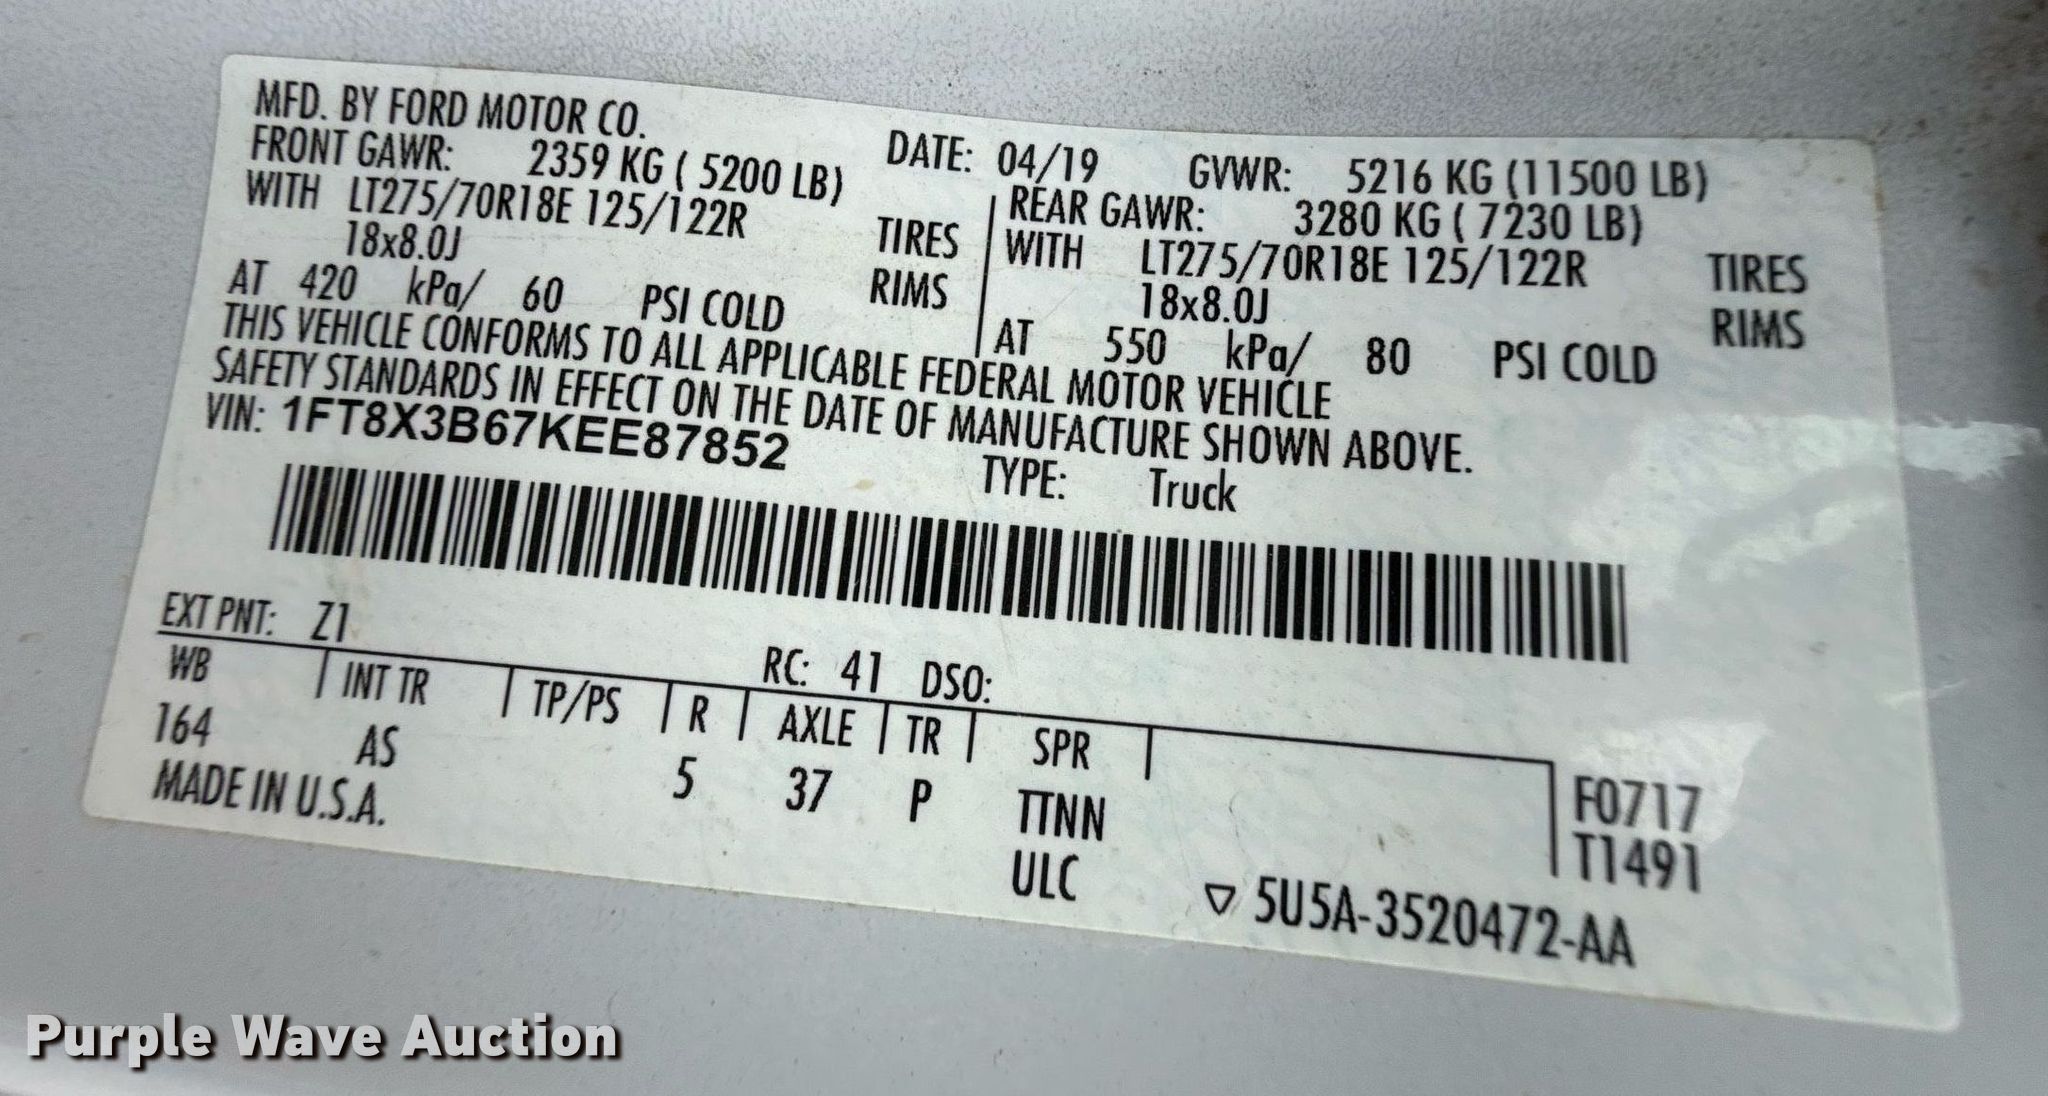 MFD. BY FORD MOTOR CO.
DATE: 04/19 GVWR: 5216 KG (11500 LB)
FRONT GAWR: 2359 KG ( 5200 LB)
WITH LT275/70R18E 125/122R TIRES
18x8.0J RIMS
AT 420 kPa/ 60 PSI COLD
REAR GAWR: 3280 KG ( 7230 LB)
WITH LT275/70R18E 125/122R TIRES
18x8.0J RIMS
AT 550 kPa/ 80 PSI COLD
THIS VEHICLE CONFORMS TO ALL APPLICABLE FEDERAL MOTOR VEHICLE
SAFETY STANDARDS IN EFFECT ON THE DATE OF MANUFACTURE SHOWN ABOVE.
VIN: 1FT8X3B67KEE87852
TYPE: Truck
EXT PNT: Z1 RC: 41 DSO:
WB INT TR TP/PS R AXLE TR SPR
164 AS 5 37 P TTNN
ULC
F0717
T1491
MADE IN U.S.A.
▽ 5U5A-3520472-AA
Purple Wave Auction